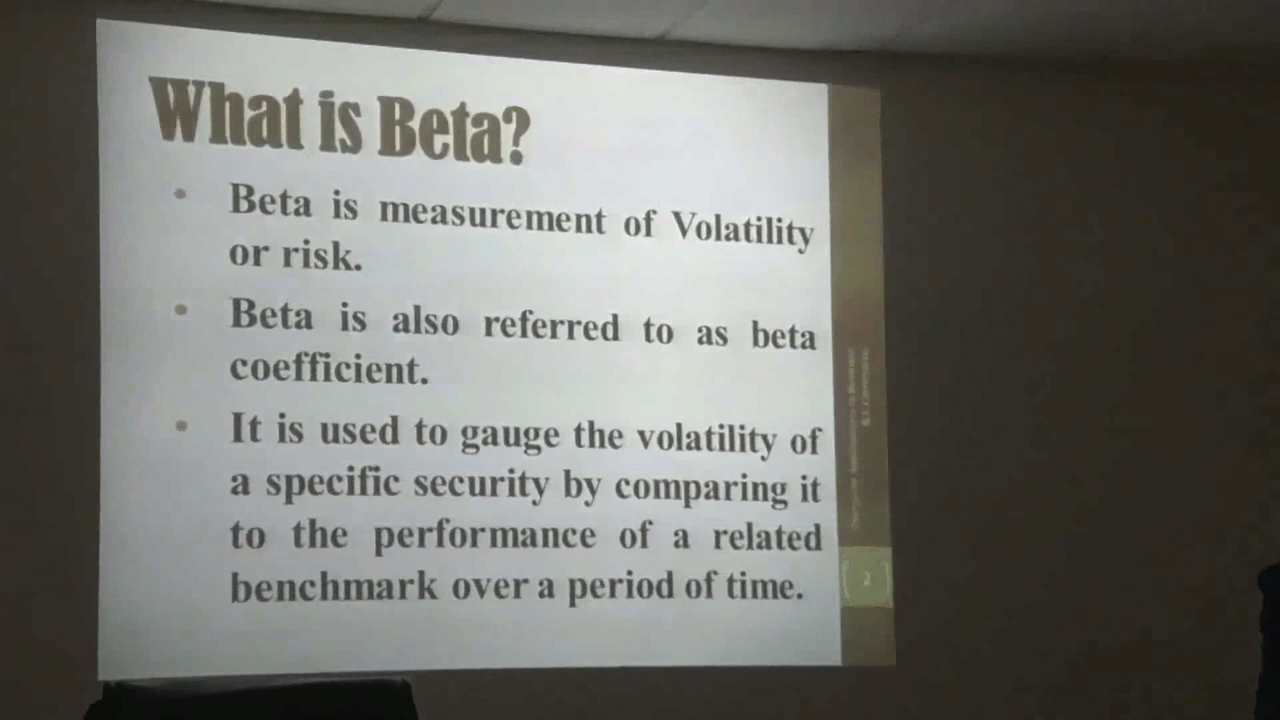 What is Beta?
• Beta is measurement of Volatility
or risk.
• Beta is also referred to as beta
coefficient.
• It is used to gauge the volatility of
a specific security by comparing it
to the performance of a related
benchmark over a period of time.
2